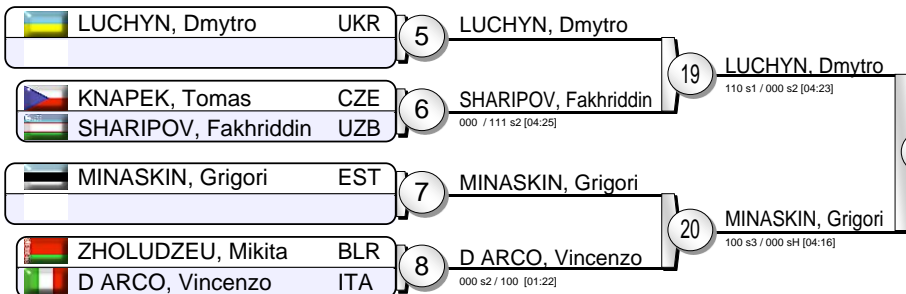 LUCHYN, Dmytro UKR
5
LUCHYN, Dmytro
KNAPEK, Tomas CZE
SHARIPOV, Fakhriddin UZB
6
SHARIPOV, Fakhriddin
000 / 111 s2 [04:25]
19
LUCHYN, Dmytro
110 s1 / 000 s2 [04:23]
MINASKIN, Grigori EST
7
MINASKIN, Grigori
ZHOLUDZEU, Mikita BLR
D ARCO, Vincenzo ITA
8
D ARCO, Vincenzo
000 s2 / 100 [01:22]
20
MINASKIN, Grigori
100 s3 / 000 sH [04:16]